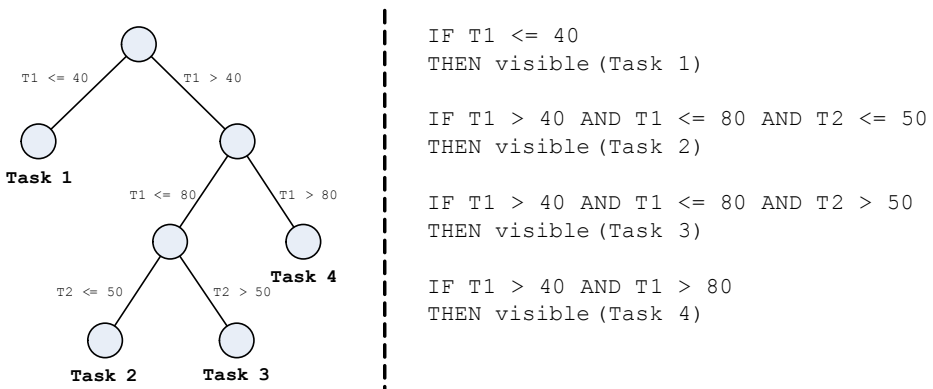 T1 <= 40
T1 > 40
Task 1
T1 <= 80
T1 > 80
Task 4
T2 <= 50
T2 > 50
Task 2
Task 3
IF T1 <= 40
THEN visible (Task 1)
IF T1 > 40 AND T1 <= 80 AND T2 <= 50
THEN visible (Task 2)
IF T1 > 40 AND T1 <= 80 AND T2 > 50
THEN visible (Task 3)
IF T1 > 40 AND T1 > 80
THEN visible (Task 4)